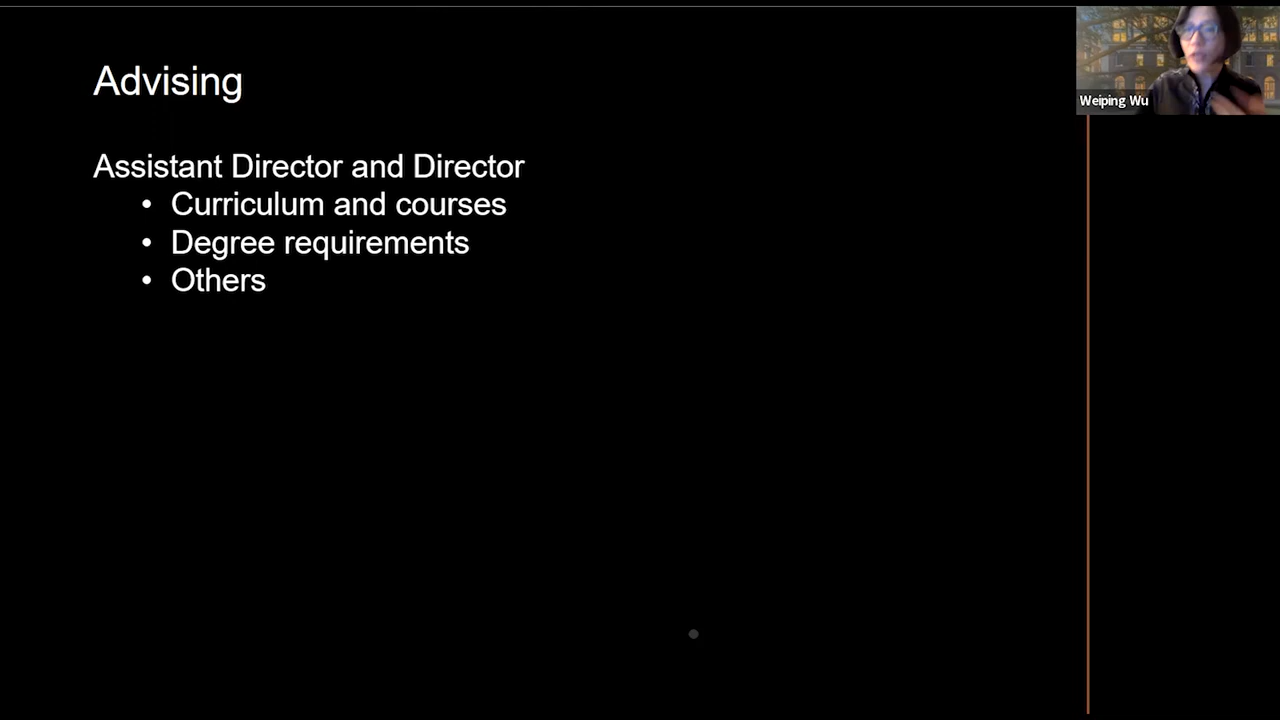 Advising
Weiping Wu
Assistant Director and Director
• Curriculum and courses
• Degree requirements
• Others